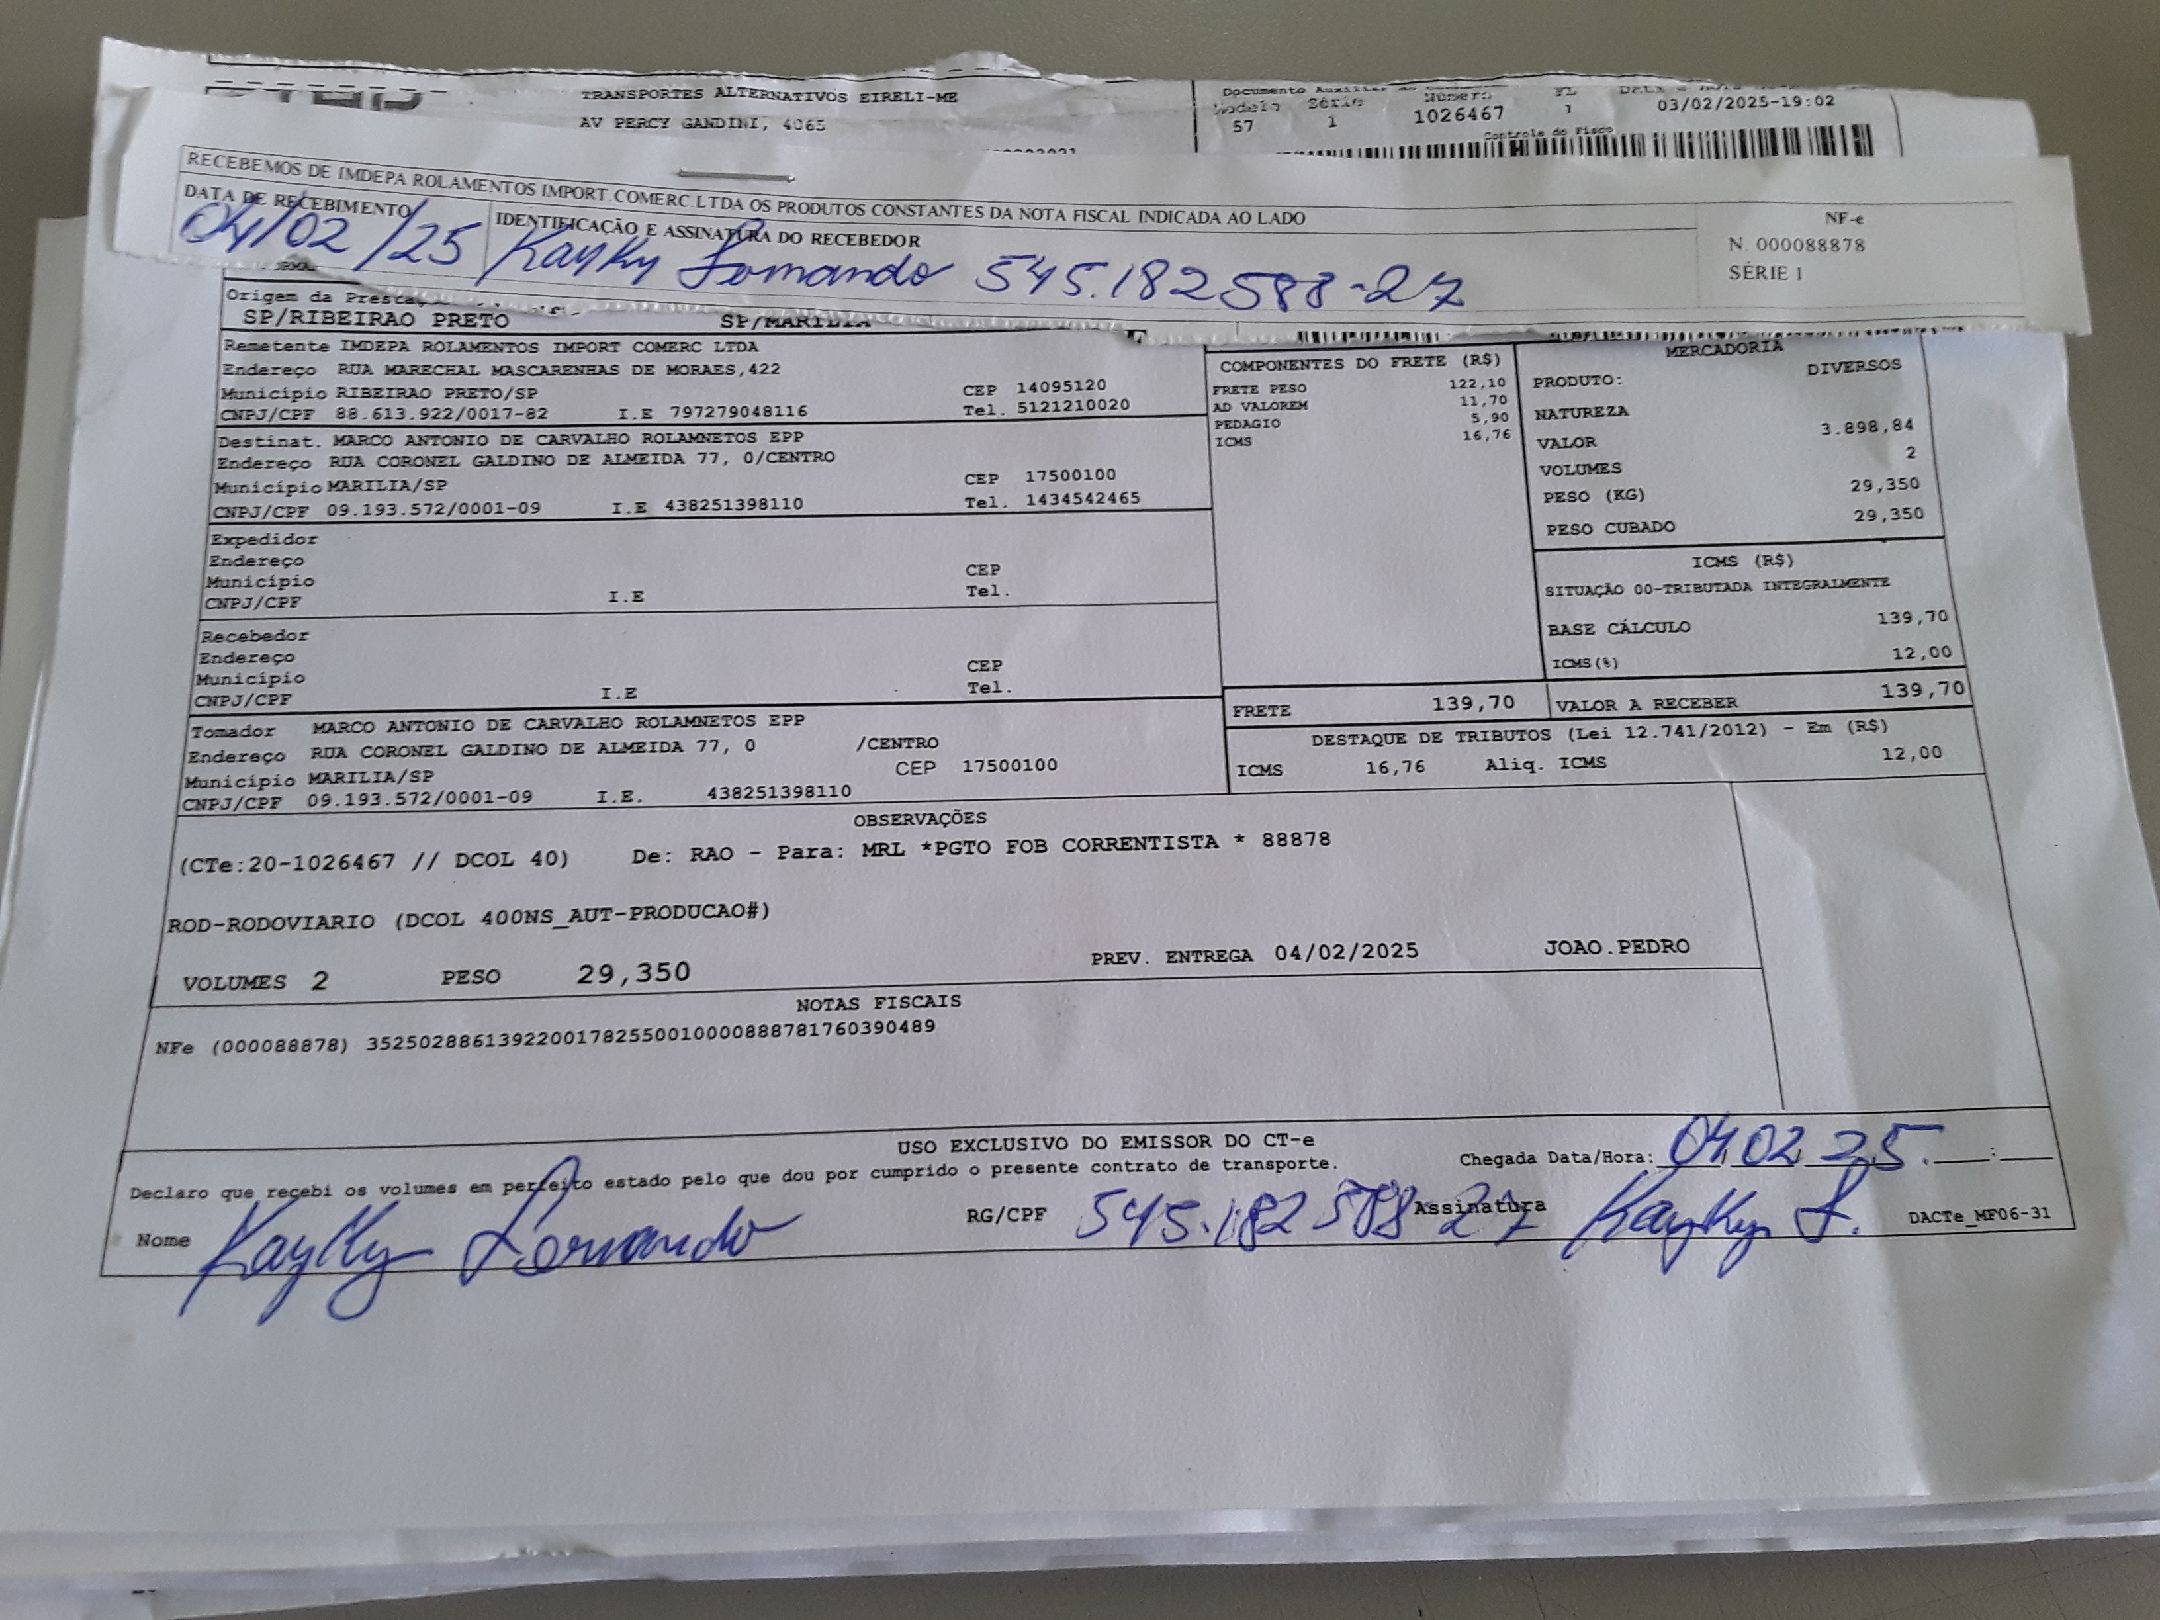 TRANSPORTES ALTERNATIVOS EIRELI-ME
AV PERCY GANDINI, 4065
Documento Auxiliar do
Modelo Série Número FL
57 1 1026467 1 03/02/2025-19:02
Controle do Fisco
RECEBEMOS DE IMDEPA ROLAMENTOS IMPORT.COMERC.LTDA OS PRODUTOS CONSTANTES DA NOTA FISCAL INDICADA AO LADO
DATA DE RECEBIMENTO
IDENTIFICAÇÃO E ASSINATURA DO RECEBEDOR
04/02/25 Kayky Fernando 545.182588-27
NF-e
N. 000088878
SÉRIE 1
Origem da Prestaç
SP/RIBEIRAO PRETO SP/MARILIA
Remetente IMDEPA ROLAMENTOS IMPORT COMERC LTDA
Endereço RUA MARECHAL MASCARENHAS DE MORAES,422
Município RIBEIRAO PRETO/SP CEP 14095120
CNPJ/CPF 88.613.922/0017-82 I.E 797279048116 Tel. 5121210020
Destinat. MARCO ANTONIO DE CARVALHO ROLAMNETOS EPP
Endereço RUA CORONEL GALDINO DE ALMEIDA 77, 0/CENTRO
Município MARILIA/SP CEP 17500100
CNPJ/CPF 09.193.572/0001-09 I.E 438251398110 Tel. 1434542465
Expedidor
Endereço
Município CEP
CNPJ/CPF I.E Tel.
Recebedor
Endereço
Município CEP
CNPJ/CPF I.E Tel.
Tomador MARCO ANTONIO DE CARVALHO ROLAMNETOS EPP
Endereço RUA CORONEL GALDINO DE ALMEIDA 77, 0 /CENTRO
Município MARILIA/SP CEP 17500100
CNPJ/CPF 09.193.572/0001-09 I.E. 438251398110
COMPONENTES DO FRETE (R$)
FRETE PESO 122,10
AD VALOREM 11,70
PEDAGIO 5,90
ICMS 16,76
MERCADORIA
PRODUTO: DIVERSOS
NATUREZA
VALOR 3.898,84
VOLUMES 2
PESO (KG) 29,350
PESO CUBADO 29,350
ICMS (R$)
SITUAÇÃO 00-TRIBUTADA INTEGRALMENTE
BASE CÁLCULO 139,70
ICMS(%) 12,00
FRETE 139,70 VALOR A RECEBER 139,70
DESTAQUE DE TRIBUTOS (Lei 12.741/2012) - Em (R$)
ICMS 16,76 Aliq. ICMS 12,00
OBSERVAÇÕES
(CTe:20-1026467 // DCOL 40) De: RAO - Para: MRL *PGTO FOB CORRENTISTA * 88878
ROD-RODOVIARIO (DCOL 400NS_AUT-PRODUCAO#)
VOLUMES 2 PESO 29,350 PREV. ENTREGA 04/02/2025 JOAO.PEDRO
NOTAS FISCAIS
NFe (000088878) 35250288613922001782550010000888781760390489
USO EXCLUSIVO DO EMISSOR DO CT-e
Declaro que recebi os volumes em perfeito estado pelo que dou por cumprido o presente contrato de transporte.
Chegada Data/Hora: 04 02 25 :
Nome Kayky Fernando RG/CPF 545.182588-27 Assinatura Kayky F.
DACTe_MF06-31